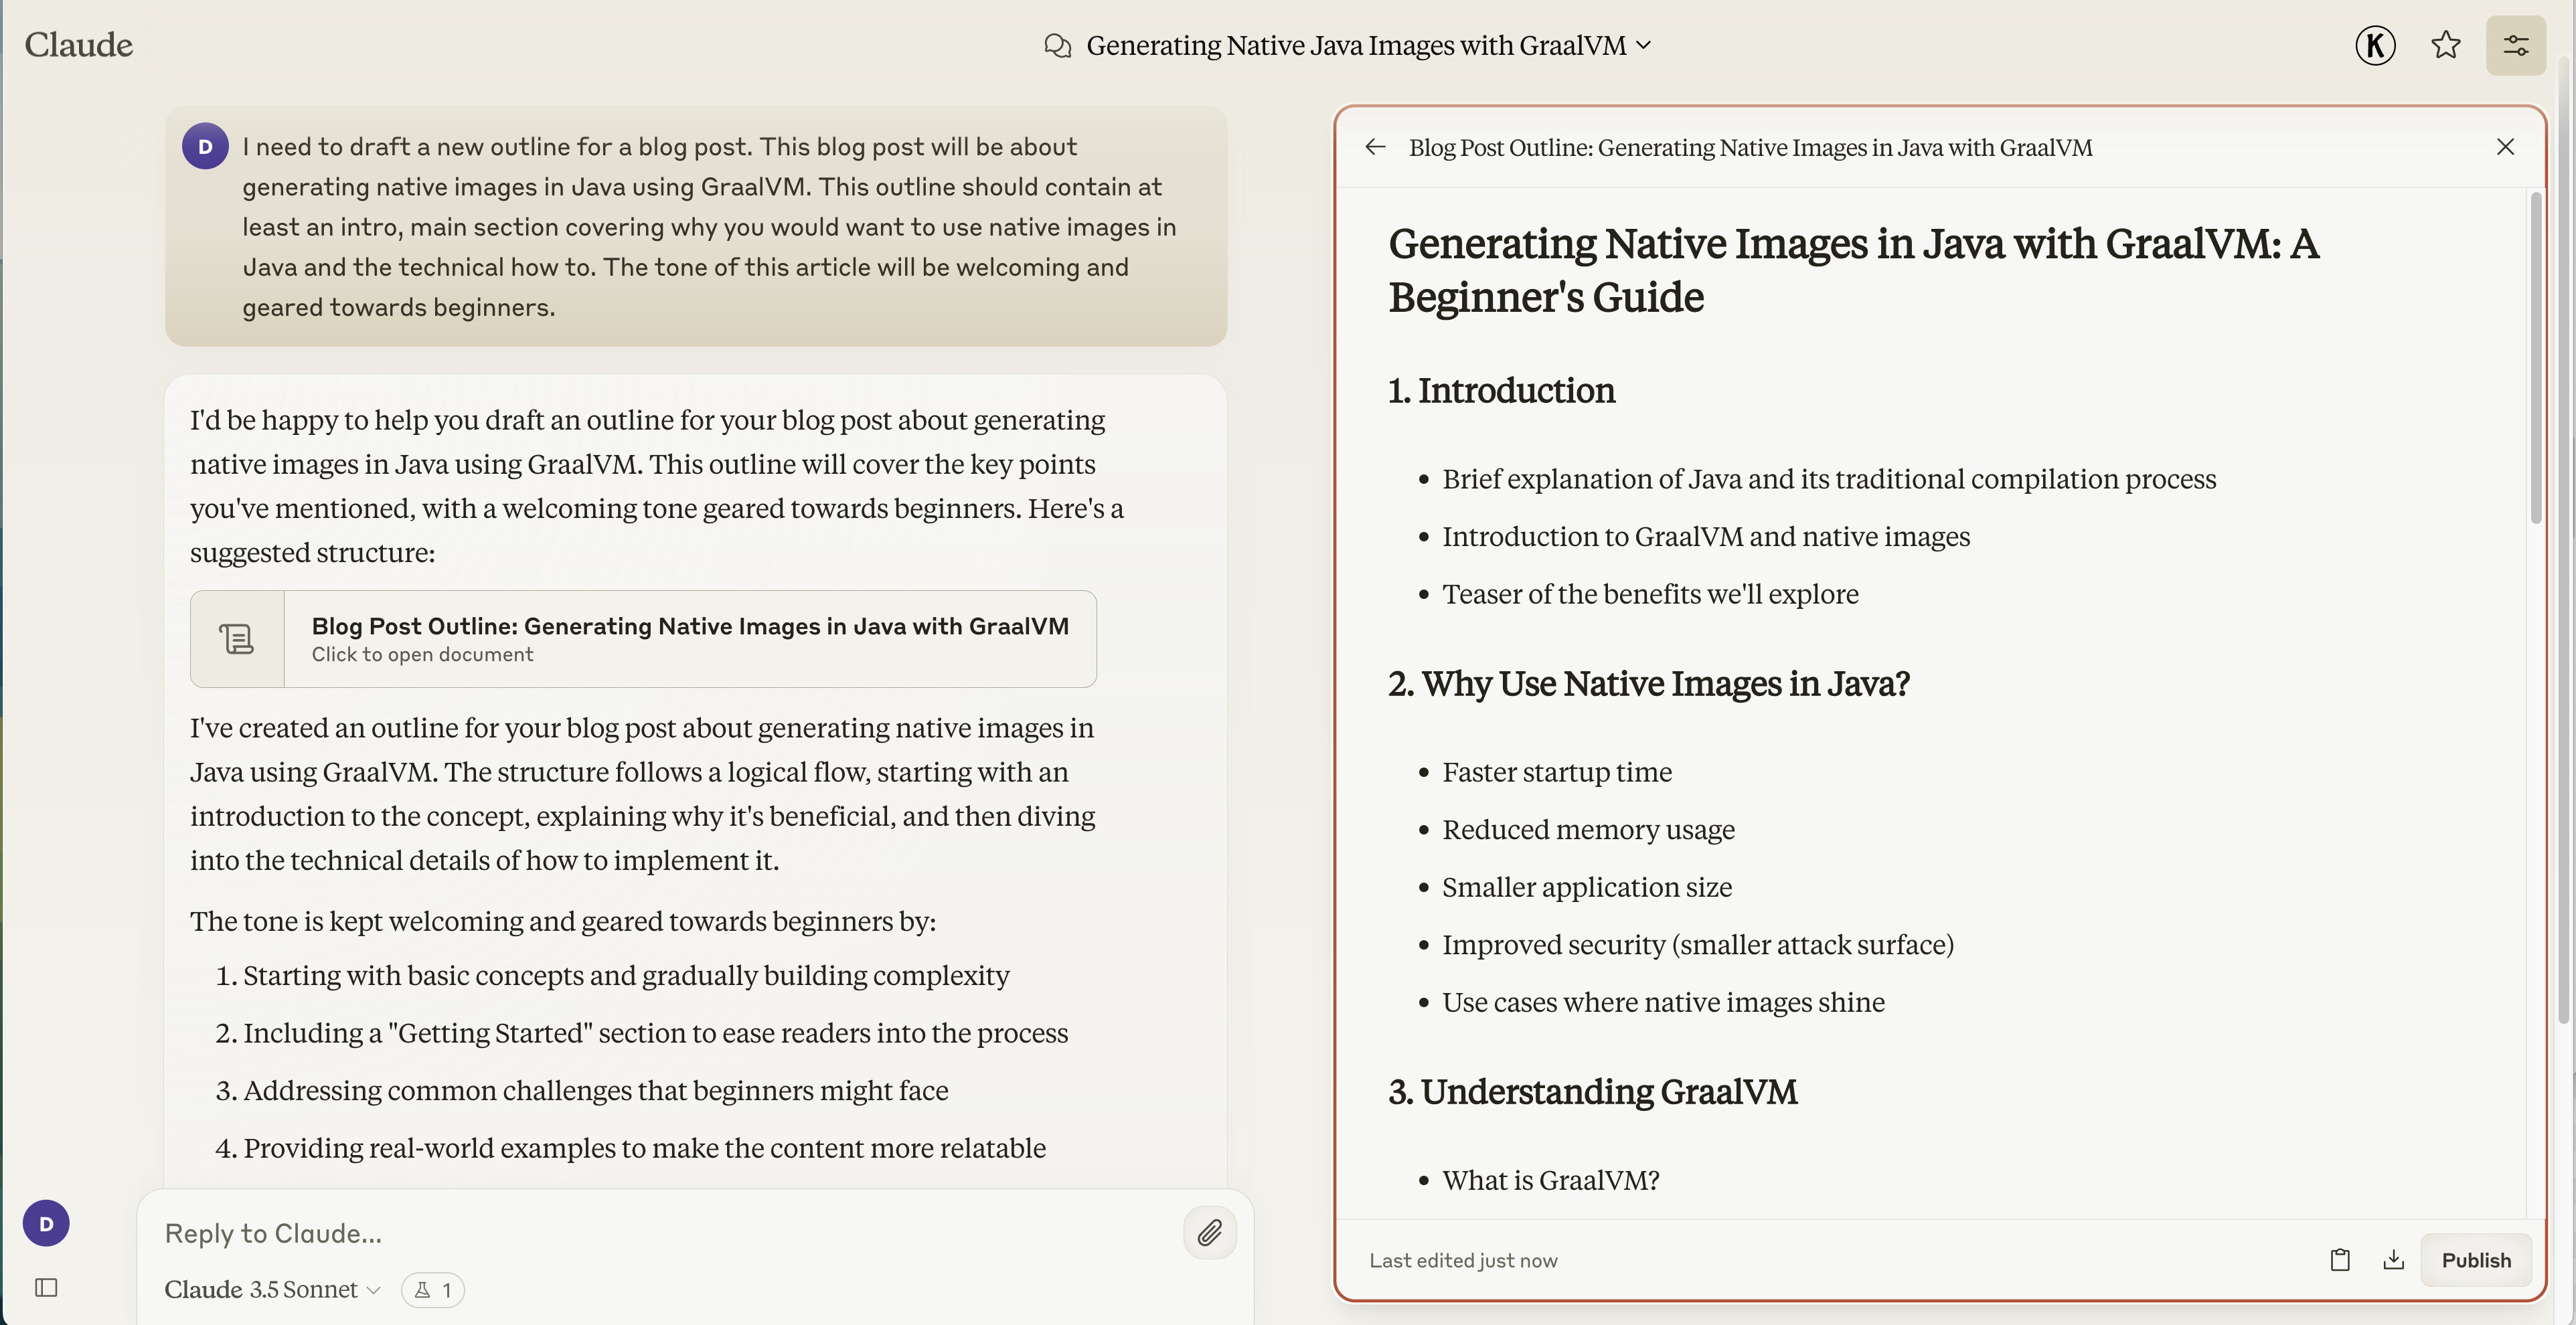 Claude
Generating Native Java Images with GraalVM
K
D
I need to draft a new outline for a blog post. This blog post will be about
generating native images in Java using GraalVM. This outline should contain at
least an intro, main section covering why you would want to use native images in
Java and the technical how to. The tone of this article will be welcoming and
geared towards beginners.
I'd be happy to help you draft an outline for your blog post about generating
native images in Java using GraalVM. This outline will cover the key points
you've mentioned, with a welcoming tone geared towards beginners. Here's a
suggested structure:
Blog Post Outline: Generating Native Images in Java with GraalVM
Click to open document
I've created an outline for your blog post about generating native images in
Java using GraalVM. The structure follows a logical flow, starting with an
introduction to the concept, explaining why it's beneficial, and then diving
into the technical details of how to implement it.
The tone is kept welcoming and geared towards beginners by:
1. Starting with basic concepts and gradually building complexity
2. Including a "Getting Started" section to ease readers into the process
3. Addressing common challenges that beginners might face
4. Providing real-world examples to make the content more relatable
D
Reply to Claude...
Claude 3.5 Sonnet
1
Blog Post Outline: Generating Native Images in Java with GraalVM
Generating Native Images in Java with GraalVM: A
Beginner's Guide
1. Introduction
• Brief explanation of Java and its traditional compilation process
• Introduction to GraalVM and native images
• Teaser of the benefits we'll explore
2. Why Use Native Images in Java?
• Faster startup time
• Reduced memory usage
• Smaller application size
• Improved security (smaller attack surface)
• Use cases where native images shine
3. Understanding GraalVM
• What is GraalVM?
Last edited just now
Publish